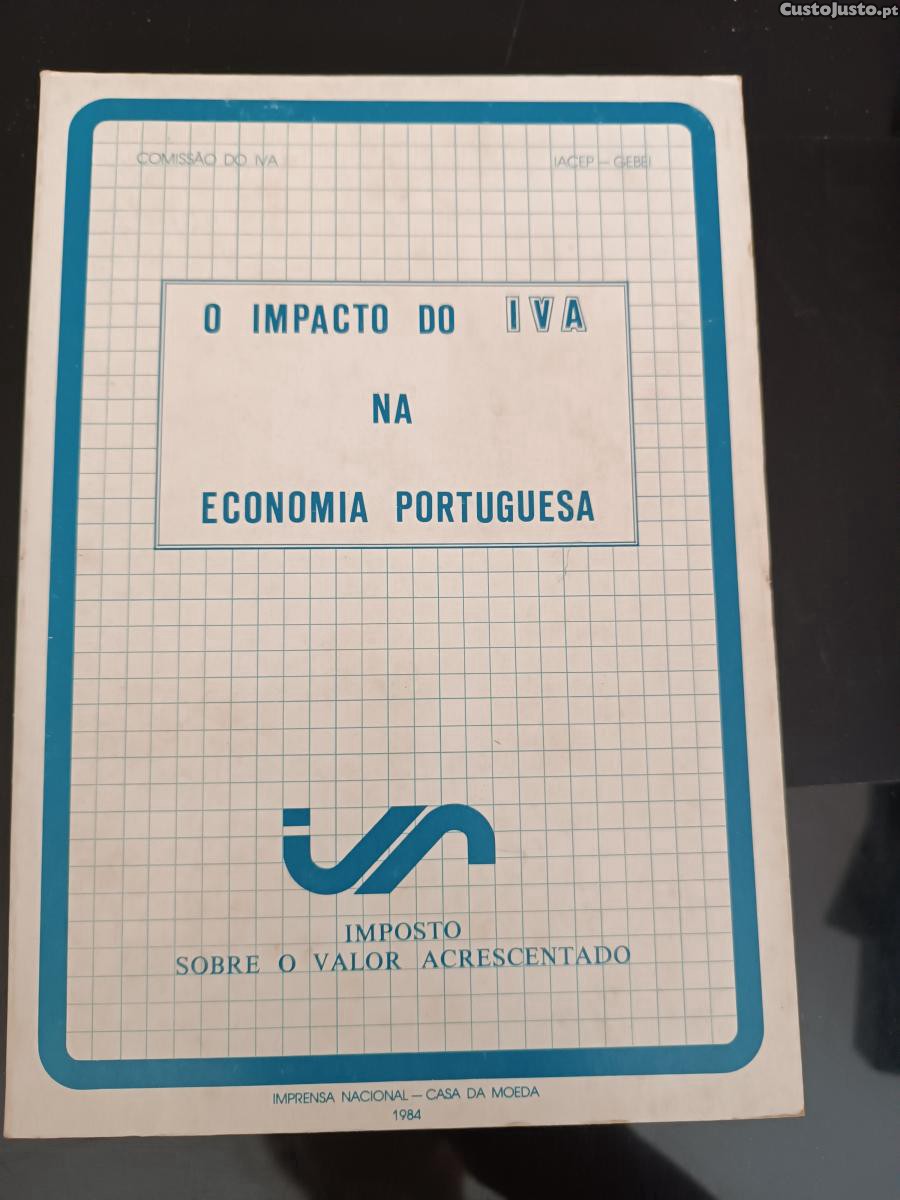 CustoJusto.pt
COMISSÃO DO IVA
IACEP — GEBEI
O IMPACTO DO IVA
NA
ECONOMIA PORTUGUESA
iva
IMPOSTO
SOBRE O VALOR ACRESCENTADO
IMPRENSA NACIONAL — CASA DA MOEDA
1984